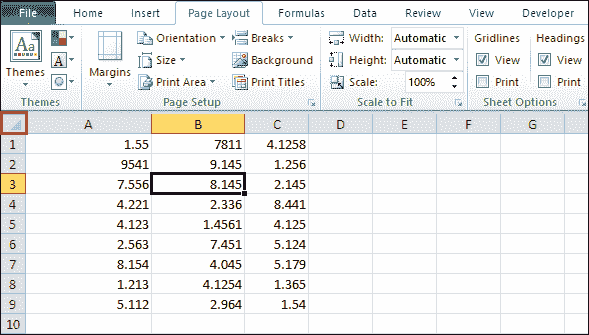 File Home Insert Page Layout Formulas Data Review View Developer
Orientation Breaks Width: Automatic Gridlines Headings
Aa A Size Background Height: Automatic View View
Themes Margins Print Area Print Titles Scale: 100% Print Print
Themes Page Setup Scale to Fit Sheet Options
A B C D E F G
1 1.55 7811 4.1258
2 9541 9.145 1.256
3 7.556 8.145 2.145
4 4.221 2.336 8.441
5 4.123 1.4561 4.125
6 2.563 7.451 5.124
7 8.154 4.045 5.179
8 1.213 4.1254 1.365
9 5.112 2.964 1.54
10